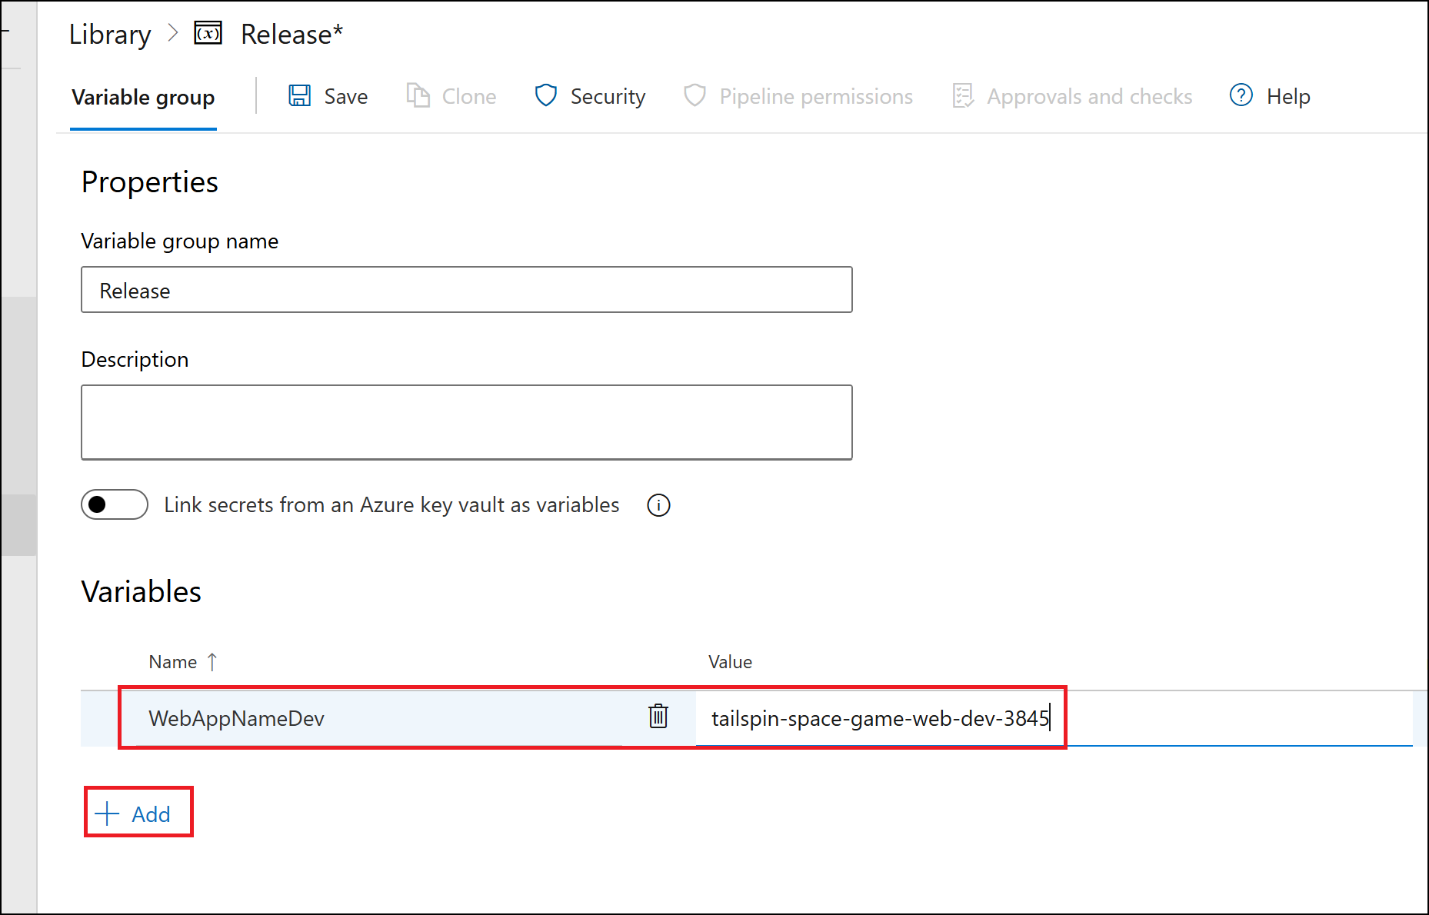 Library > (x) Release*
Variable group Save Clone Security Pipeline permissions Approvals and checks ? Help
Properties
Variable group name
Release
Description
Link secrets from an Azure key vault as variables i
Variables
Name ↑ Value
WebAppNameDev tailspin-space-game-web-dev-3845
+ Add